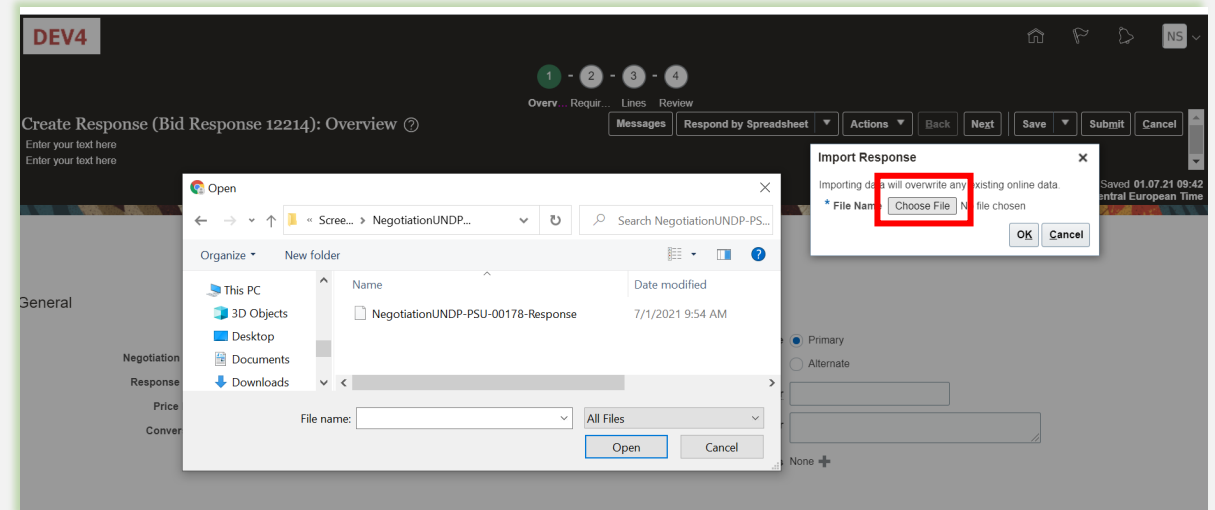 DEV4
NS
1 - 2 - 3 - 4
Overv... Requir... Lines Review
Create Response (Bid Response 12214): Overview ?
Messages Respond by Spreadsheet Actions Back Next Save Submit Cancel
Enter your text here
Enter your text here
Import Response
Importing data will overwrite any existing online data.
* File Name Choose File No file chosen
OK Cancel
Saved 01.07.21 09:42
entral European Time
Open
« Scree... > NegotiationUNDP...
Search NegotiationUNDP-PS...
Organize New folder
This PC
3D Objects
Desktop
Documents
Downloads
Name Date modified
NegotiationUNDP-PSU-00178-Response 7/1/2021 9:54 AM
File name: All Files
Open Cancel
General
Negotiation
Response
Price
Conver
Primary
Alternate
None